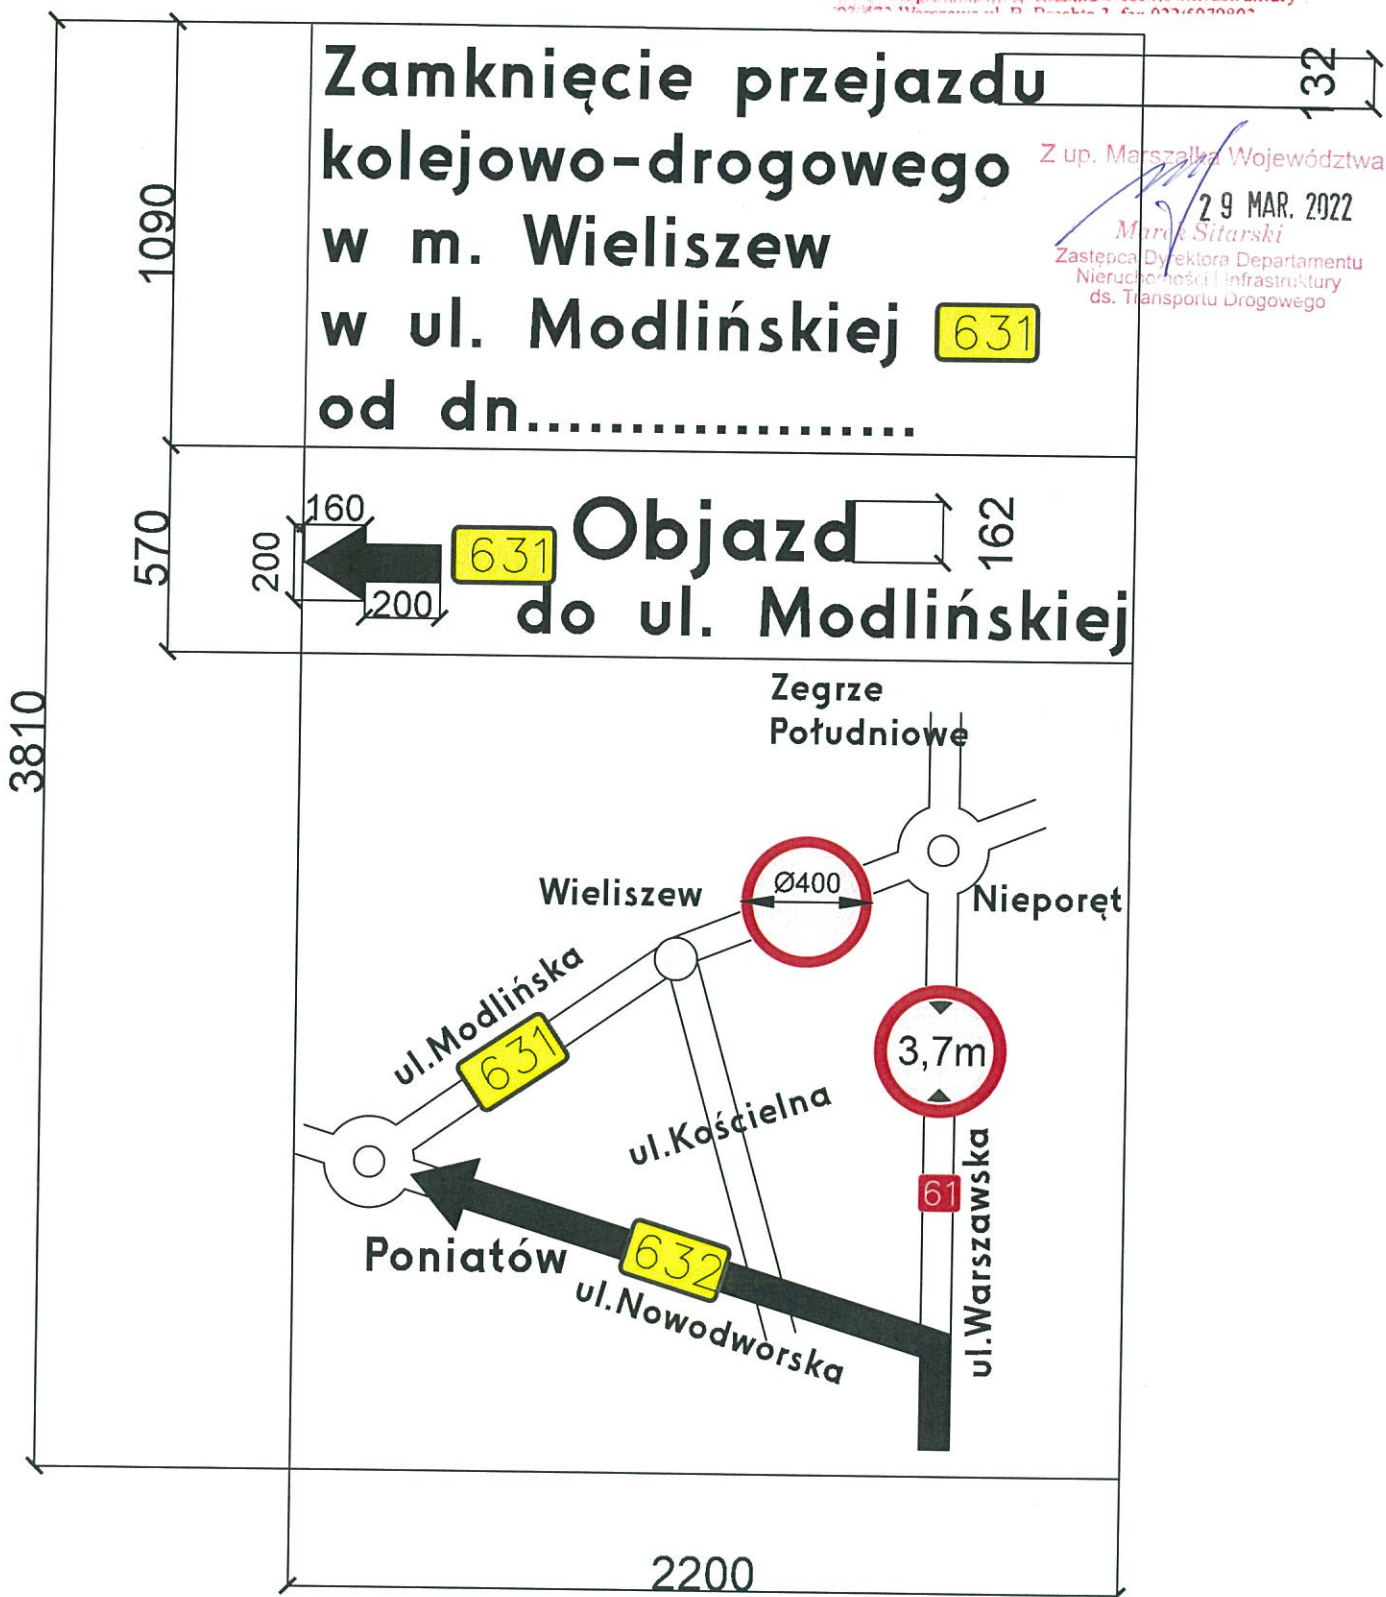 Zamknięcie przejazdu
kolejowo-drogowego
w m. Wieliszew
w ul. Modlińskiej 631
od dn...................
132
Z up. Marszałka Województwa
29 MAR. 2022
Marek Sitarski
Zastępca Dyrektora Departamentu
Nieruchomości i Infrastruktury
ds. Transportu Drogowego
1090
570
3810
160
200
200
631 Objazd
162
do ul. Modlińskiej
Zegrze
Południowe
Wieliszew
Ø400
Nieporęt
ul.Modlińska
631
3,7m
ul.Kościelna
61
ul.Warszawska
Poniatów
632
ul.Nowodworska
2200